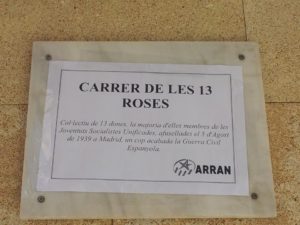 CARRER DE LES 13
ROSES
Col·lectiu de 13 dones, la majoria d'elles membres de les
Joventuts Socialistes Unificades, afusellades el 5 d'Agost
de 1939 a Madrid, un cop acabada la Guerra Civil
Espanyola.
ARRAN